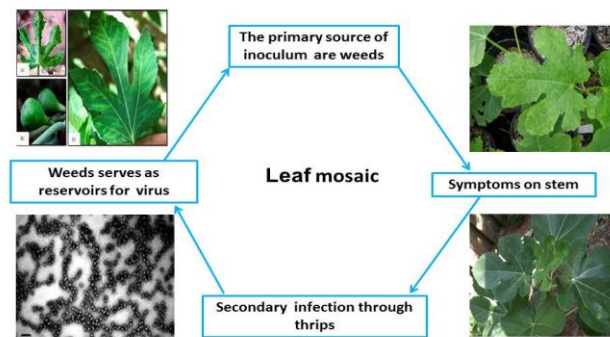 The primary source of
inoculum are weeds
Weeds serves as
reservoirs for virus
Leaf mosaic
Symptoms on stem
Secondary infection through
thrips